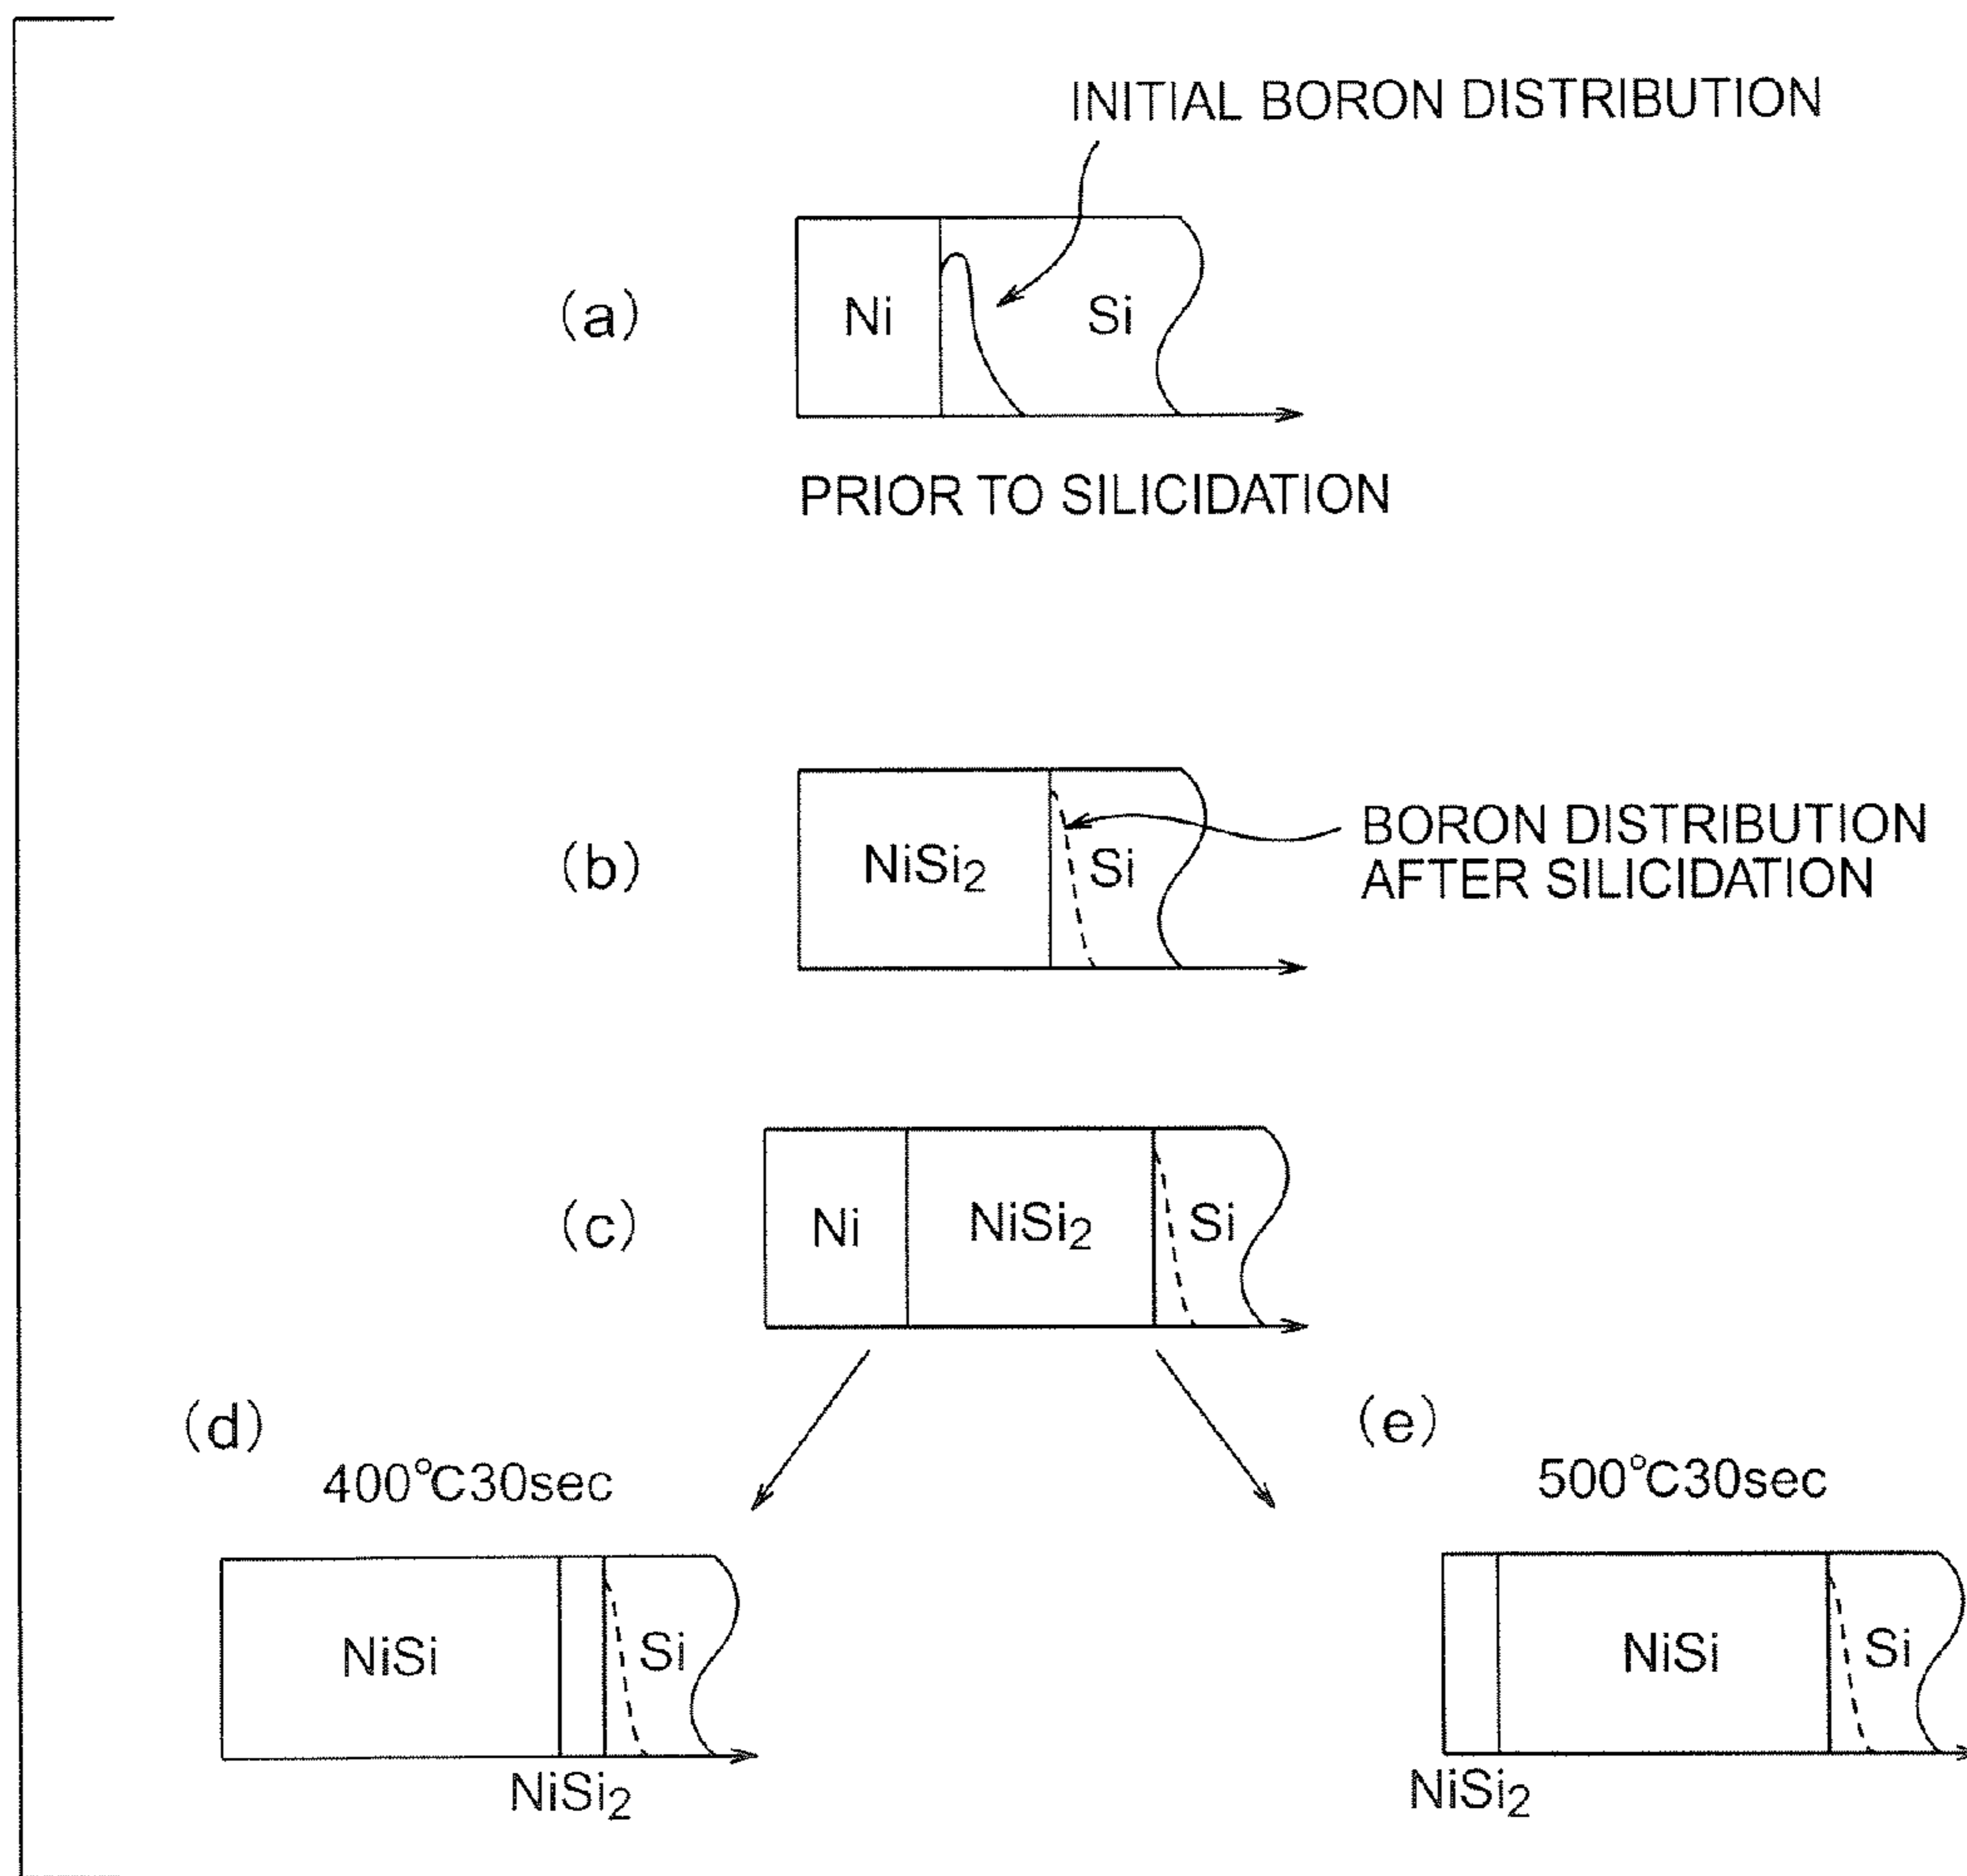 INITIAL BORON DISTRIBUTION
(a)
Ni
Si
PRIOR TO SILICIDATION
(b)
NiSi₂
Si
BORON DISTRIBUTION
AFTER SILICIDATION
(c)
Ni
NiSi₂
Si
(d)
400℃30sec
NiSi
Si
NiSi₂
(e)
500℃30sec
NiSi
Si
NiSi₂